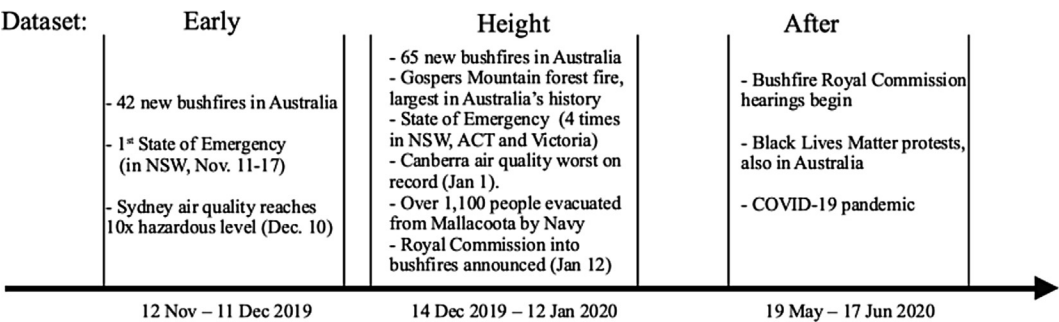 Dataset: Early Height After
- 42 new bushfires in Australia
- 1st State of Emergency
(in NSW, Nov. 11-17)
- Sydney air quality reaches
10x hazardous level (Dec. 10)
- 65 new bushfires in Australia
- Gospers Mountain forest fire,
largest in Australia's history
- State of Emergency (4 times
in NSW, ACT and Victoria)
- Canberra air quality worst on
record (Jan 1).
- Over 1,100 people evacuated
from Mallacoota by Navy
- Royal Commission into
bushfires announced (Jan 12)
- Bushfire Royal Commission
hearings begin
- Black Lives Matter protests,
also in Australia
- COVID-19 pandemic
12 Nov – 11 Dec 2019 14 Dec 2019 – 12 Jan 2020 19 May – 17 Jun 2020